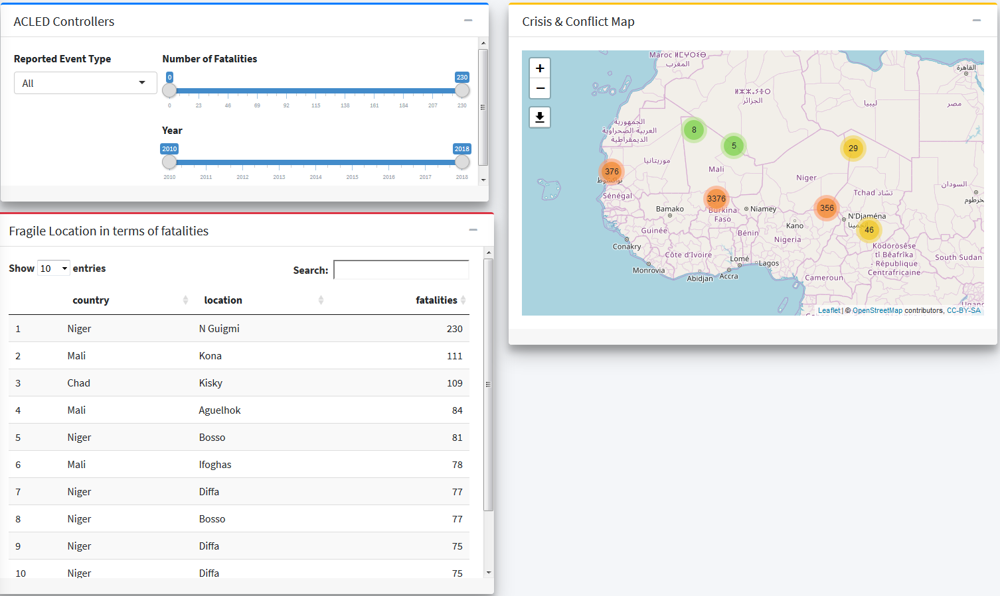 ACLED Controllers
Reported Event Type
All
Number of Fatalities
0 230
0 23 46 69 92 115 138 161 184 207 230
Year
2010 2018
2010 2011 2012 2013 2014 2015 2016 2017 2018
Fragile Location in terms of fatalities
Show 10 entries
Search:
country location fatalities
1 Niger N Guigmi 230
2 Mali Kona 111
3 Chad Kisky 109
4 Mali Aguelhok 84
5 Niger Bosso 81
6 Mali Ifoghas 78
7 Niger Diffa 77
8 Niger Bosso 77
9 Niger Diffa 75
10 Niger Diffa 75
Crisis & Conflict Map
+
−
Maroc ⵍⵎⵖⵔⵉⴱ
المغرب
القاهرة
الجزائر
ليبيا
مصر
الجمهورية
العربية الصحراوية
الديمقراطية
8
5
29
موريتانيا
376
نواكشوط
Mali
Niger
Tchad تشاد
السودان
الخرطوم
Sénégal
3376
Burkina
Faso
356
Bamako
Niamey
N'Djaména
46
Kano
Guinée
Bénin
Nigeria
Conakry
Côte d'Ivoire
Lomé
Lagos
Monrovia
Abidjan
Accra
Cameroun
Ködörösêse
tî Bêafrîka
- République
Centrafricaine
South Sudan
Leaflet | © OpenStreetMap contributors, CC-BY-SA